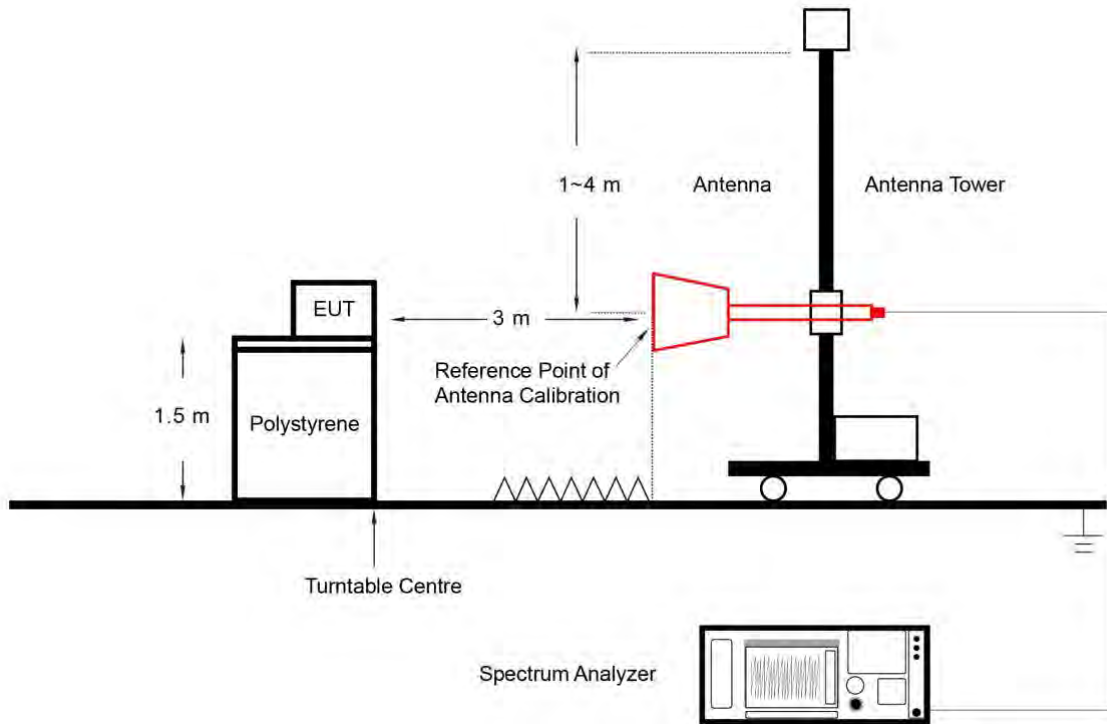 1~4 m
Antenna
Antenna Tower
EUT
3 m
Reference Point of
Antenna Calibration
1.5 m
Polystyrene
Turntable Centre
Spectrum Analyzer